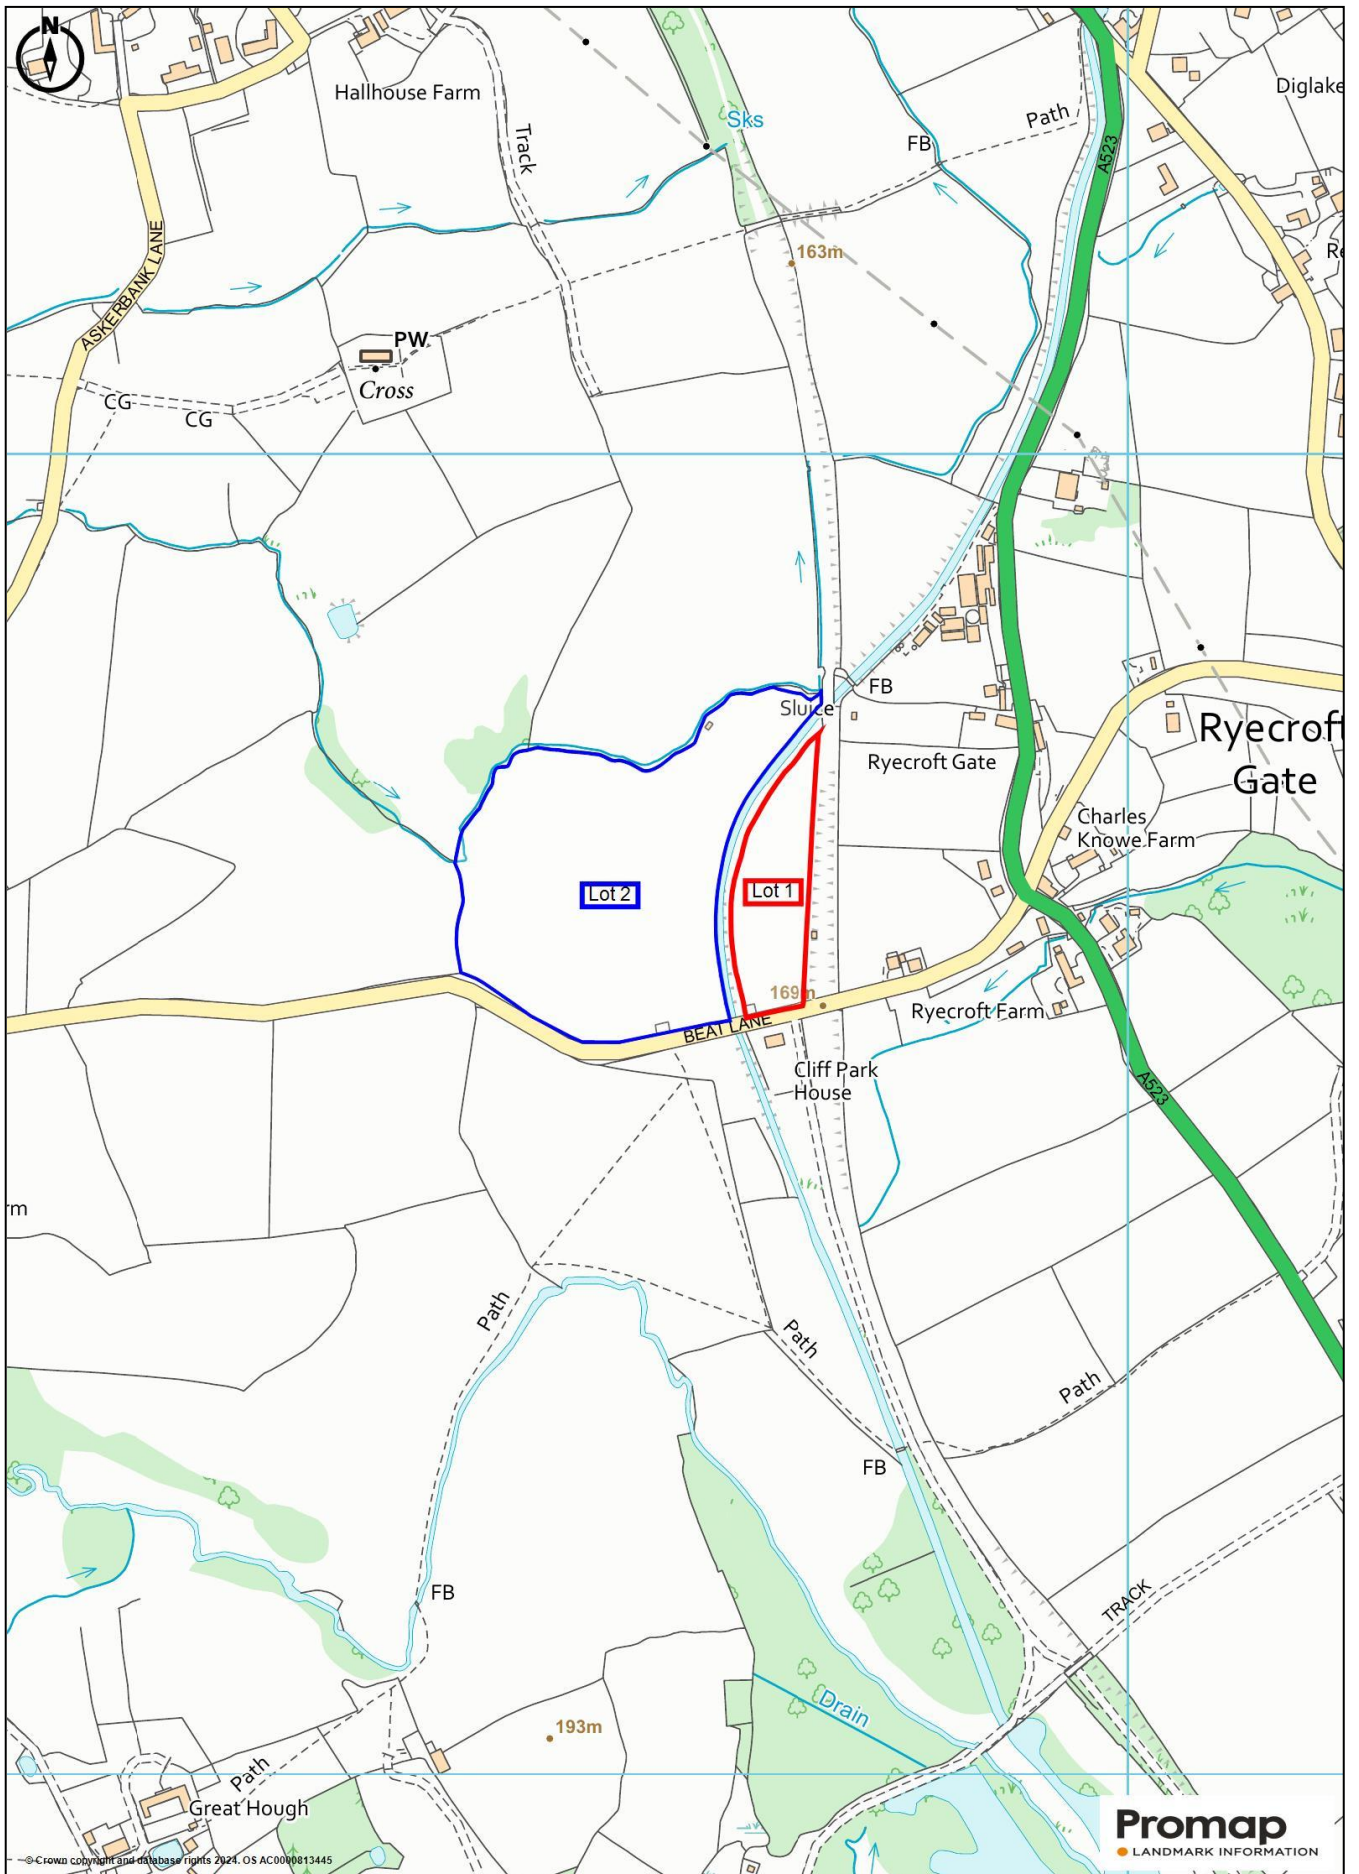 N
Hallhouse Farm
Track
Sks
FB
Path
A523
Diglake
ASKERBANK LANE
163m
PW
Cross
CG
CG
Sluice
FB
Ryecroft Gate
Ryecroft
Gate
Charles
Knowe Farm
Lot 2
Lot 1
169m
BEAT LANE
Ryecroft Farm
Cliff Park
House
A523
rm
Path
Path
Path
FB
FB
TRACK
Drain
193m
Path
Great Hough
Promap
LANDMARK INFORMATION
© Crown copyright and database rights 2024. OS AC0000813445